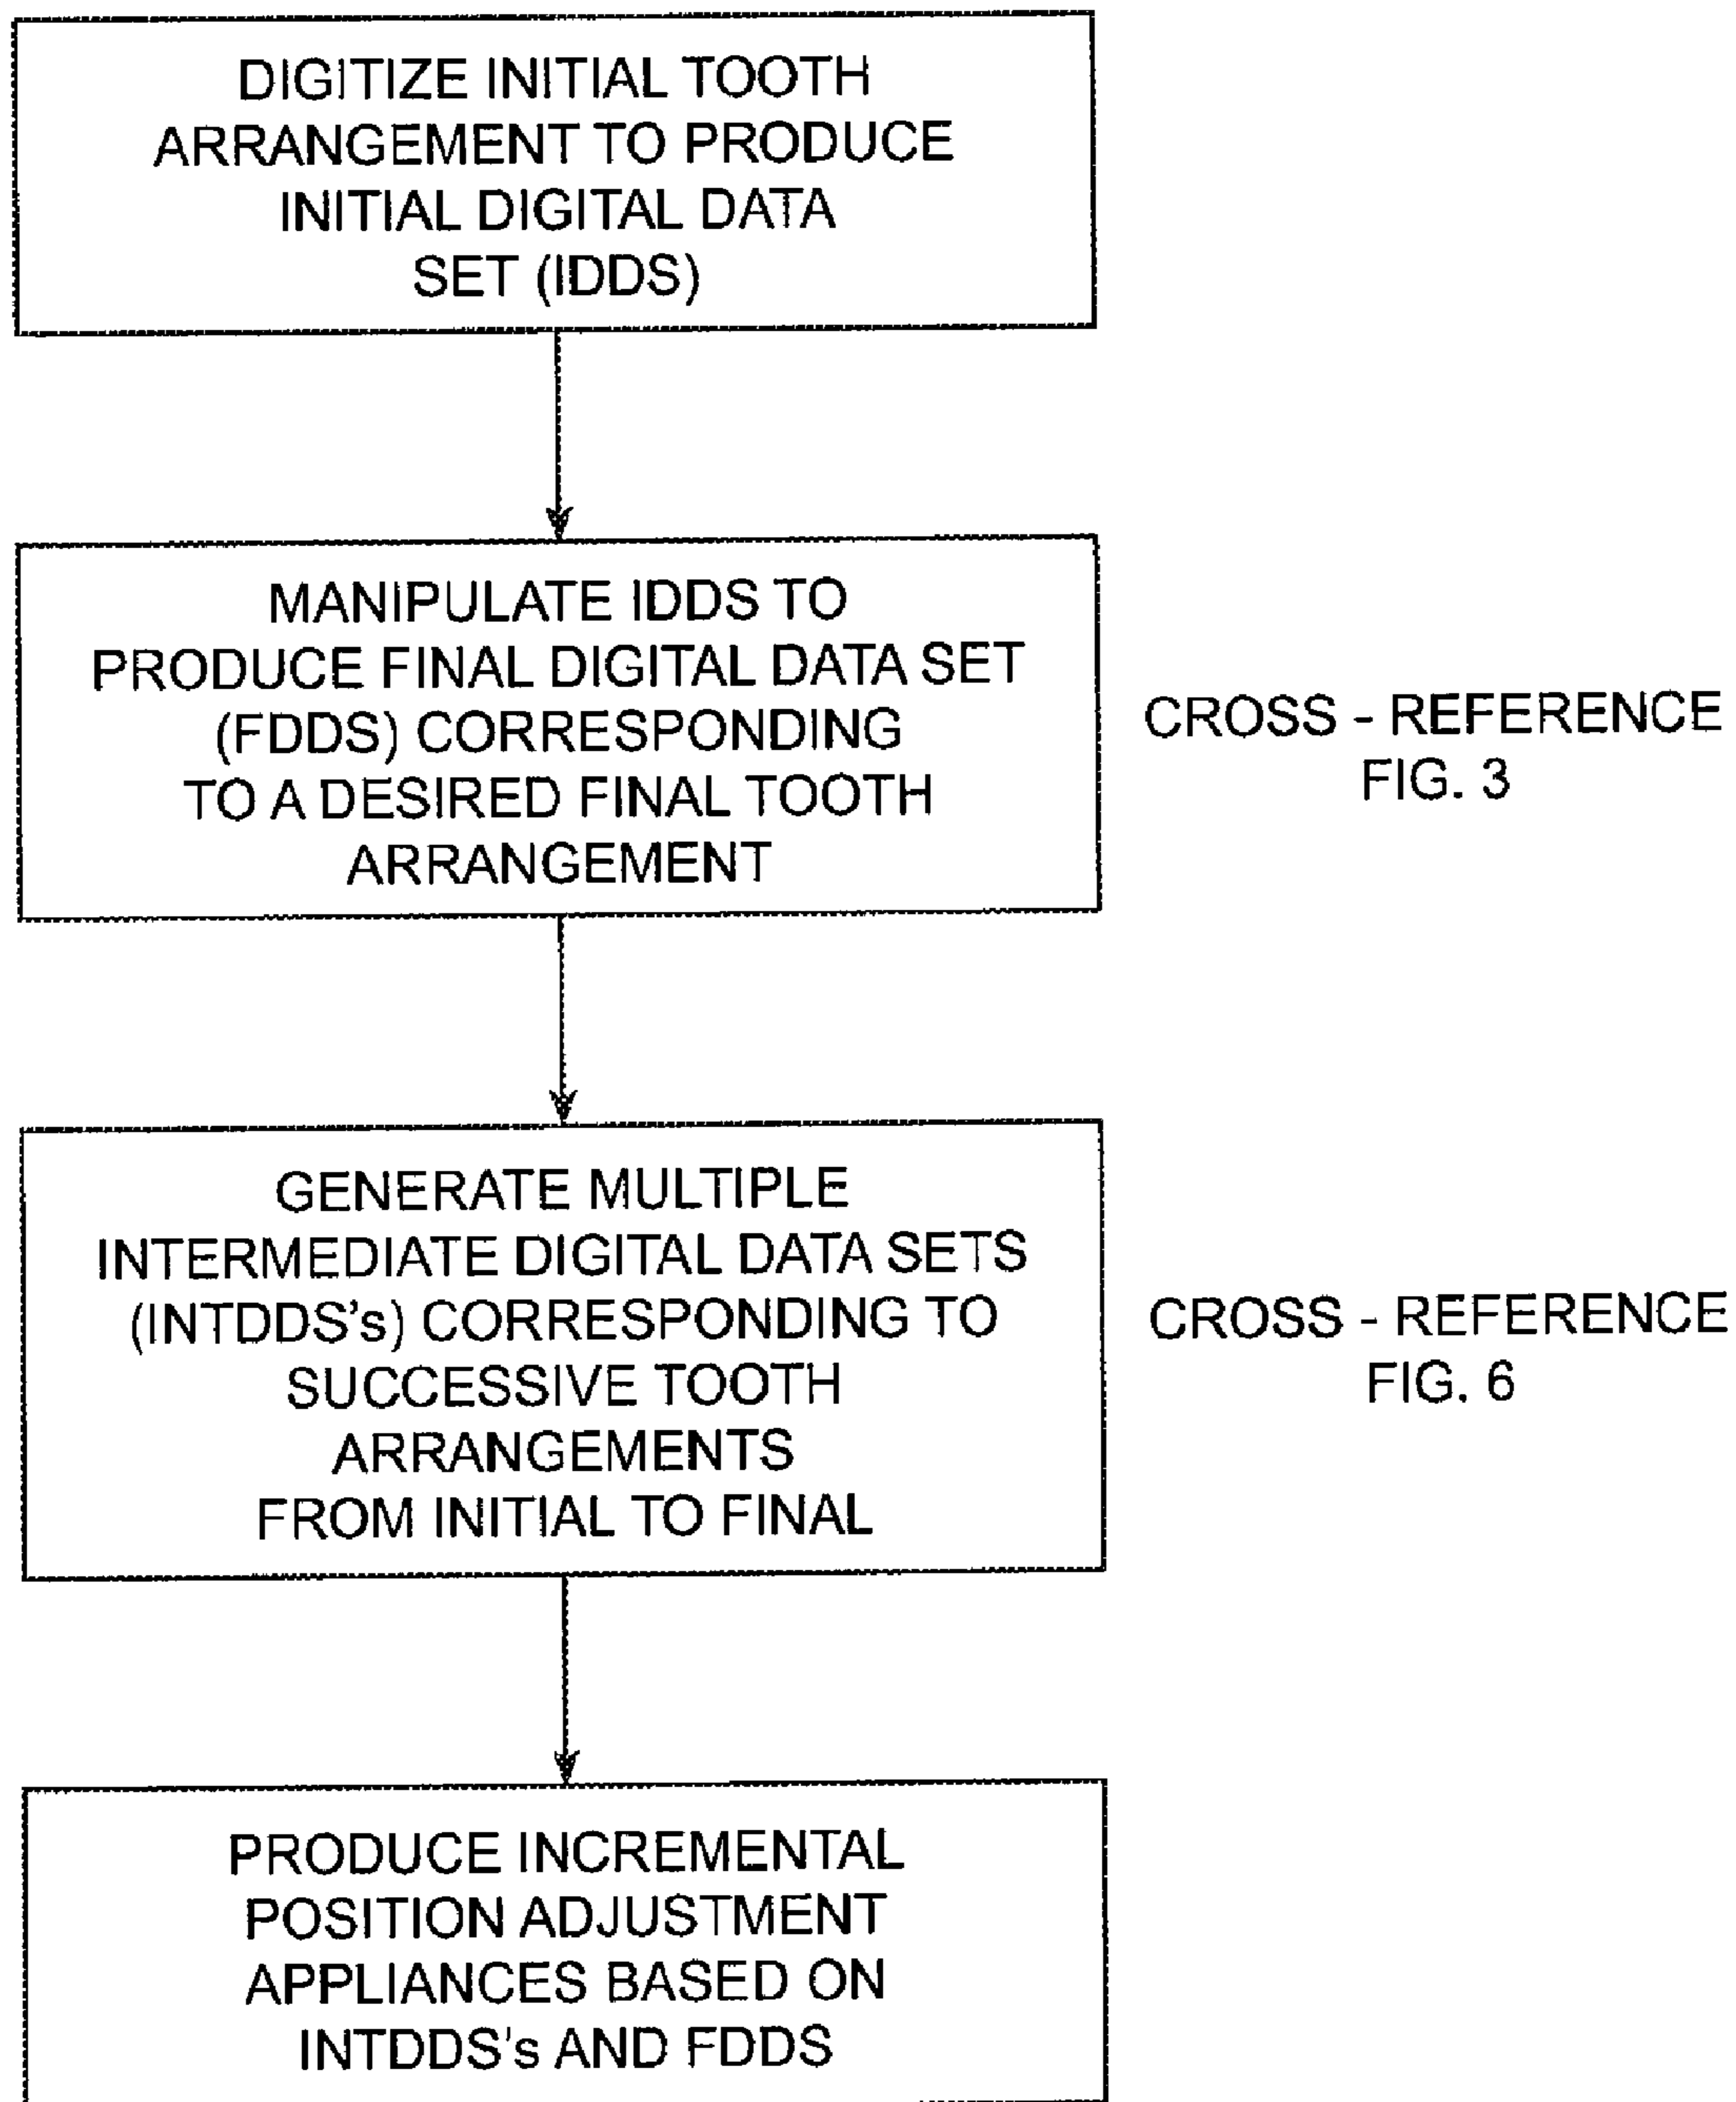 DIGITIZE INITIAL TOOTH
ARRANGEMENT TO PRODUCE
INITIAL DIGITAL DATA
SET (IDDS)
MANIPULATE IDDS TO
PRODUCE FINAL DIGITAL DATA SET
(FDDS) CORRESPONDING
TO A DESIRED FINAL TOOTH
ARRANGEMENT
CROSS - REFERENCE
FIG. 3
GENERATE MULTIPLE
INTERMEDIATE DIGITAL DATA SETS
(INTDDS's) CORRESPONDING TO
SUCCESSIVE TOOTH
ARRANGEMENTS
FROM INITIAL TO FINAL
CROSS - REFERENCE
FIG. 6
PRODUCE INCREMENTAL
POSITION ADJUSTMENT
APPLIANCES BASED ON
INTDDS's AND FDDS